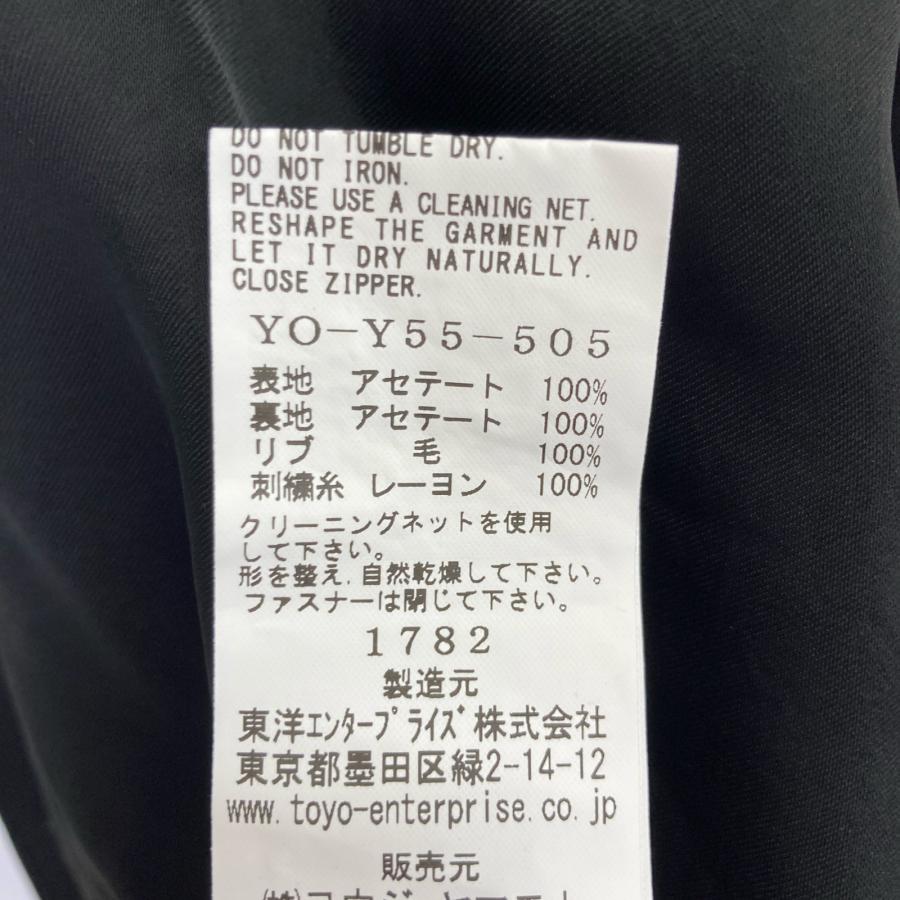 DO NOT TUMBLE DRY.
DO NOT IRON.
PLEASE USE A CLEANING NET.
RESHAPE THE GARMENT AND
LET IT DRY NATURALLY.
CLOSE ZIPPER.
YO-Y55-505
表地 アセテート 100%
裏地 アセテート 100%
リブ 毛 100%
刺繍糸 レーヨン 100%
クリーニングネットを使用
して下さい。
形を整え,自然乾燥して下さい。
ファスナーは閉じて下さい。
1782
製造元
東洋エンタープライズ株式会社
東京都墨田区緑2-14-12
www.toyo-enterprise.co.jp
販売元